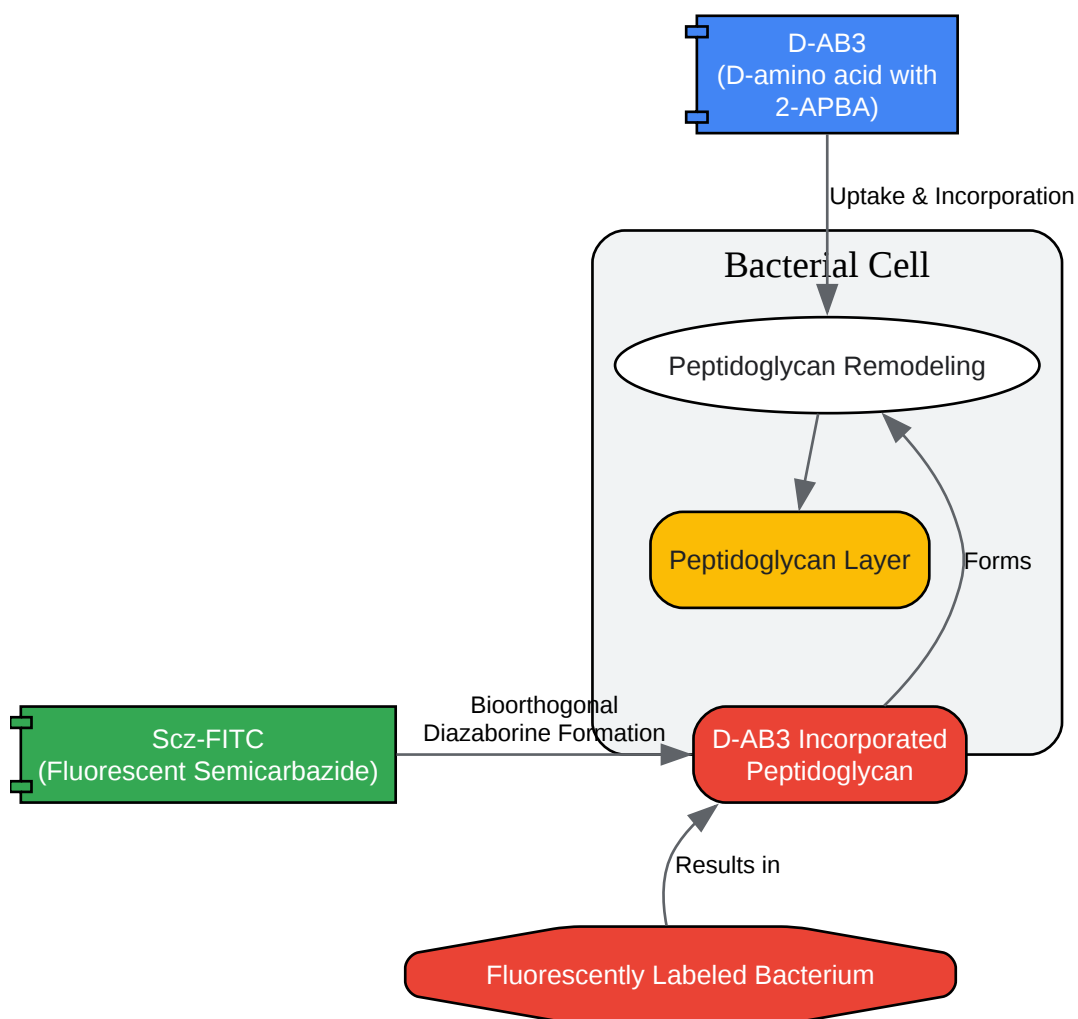 D-AB3
(D-amino acid with
2-APBA)
Uptake & Incorporation
Bacterial Cell
Peptidoglycan Remodeling
Peptidoglycan Layer
Forms
Bioorthogonal
Diazaborine Formation
Scz-FITC
(Fluorescent Semicarbazide)
D-AB3 Incorporated
Peptidoglycan
Results in
Fluorescently Labeled Bacterium